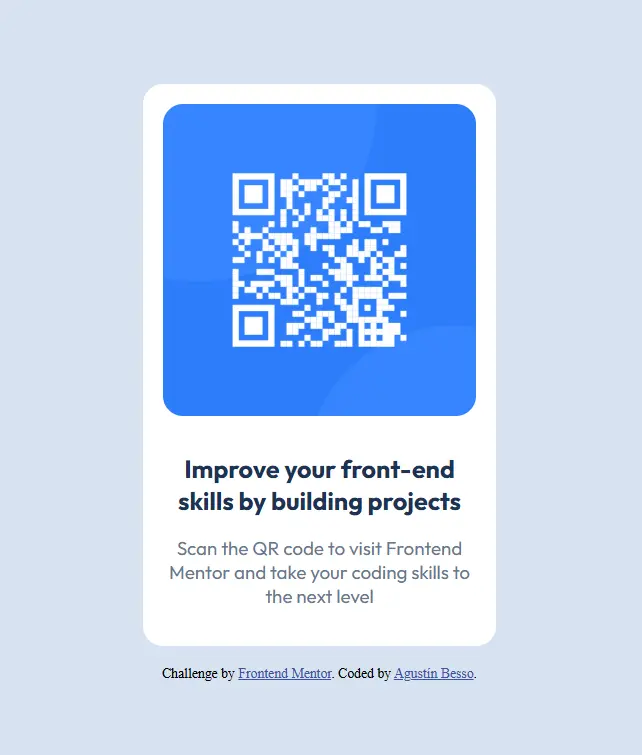 Improve your front-end
skills by building projects
Scan the QR code to visit Frontend
Mentor and take your coding skills to
the next level
Challenge by Frontend Mentor. Coded by Agustín Besso.